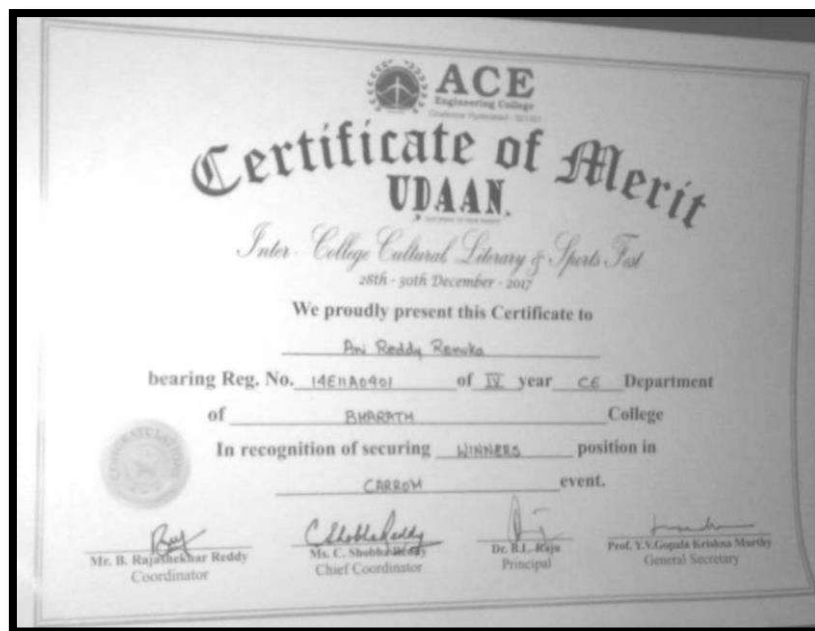 ACE
Engineering College
Certificate of Merit
UDAAN
Inter-College Cultural Literary & Sports Fest
28th - 30th December - 2017
We proudly present this Certificate to
Ani Reddy Renuka
bearing Reg. No. 14E11A0401 of IV year CE Department
of BHARATH College
In recognition of securing WINNERS position in
CARROM event.
Mr. B. Rajashekhar Reddy Ms. C. Shobha Reddy Dr. B.L. Raju Prof. Y.V.Gopala Krishna Murthy
Coordinator Chief Coordinator Principal General Secretary